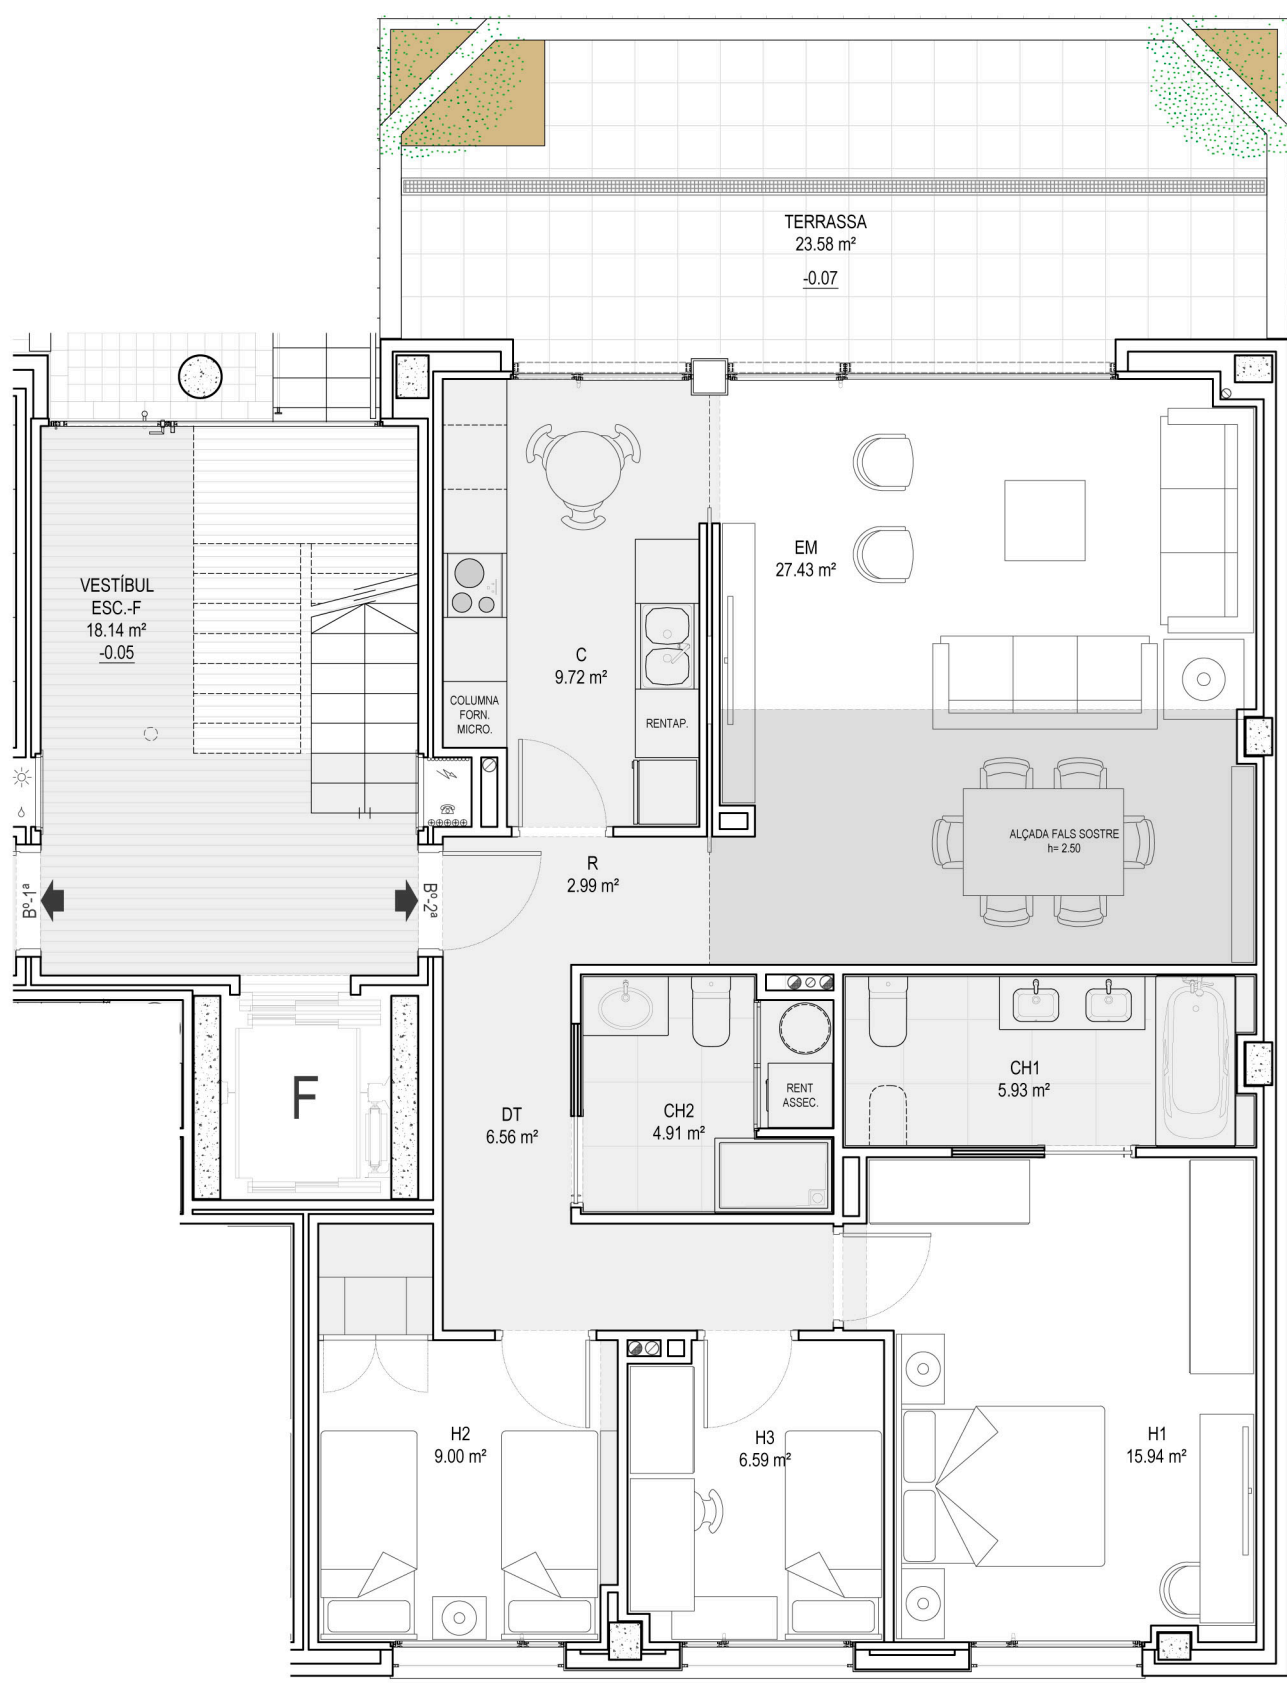 TERRASSA
23.58 m²
-0.07
EM
27.43 m²
VESTÍBUL
ESC.-F
18.14 m²
-0.05
C
9.72 m²
COLUMNA
FORN.
MICRO.
RENTAP.
ALÇADA FALS SOSTRE
h= 2.50
R
2.99 m²
Bº-1ª
Bº-2ª
F
DT
6.56 m²
CH2
4.91 m²
RENT
ASSEC.
CH1
5.93 m²
H2
9.00 m²
H3
6.59 m²
H1
15.94 m²